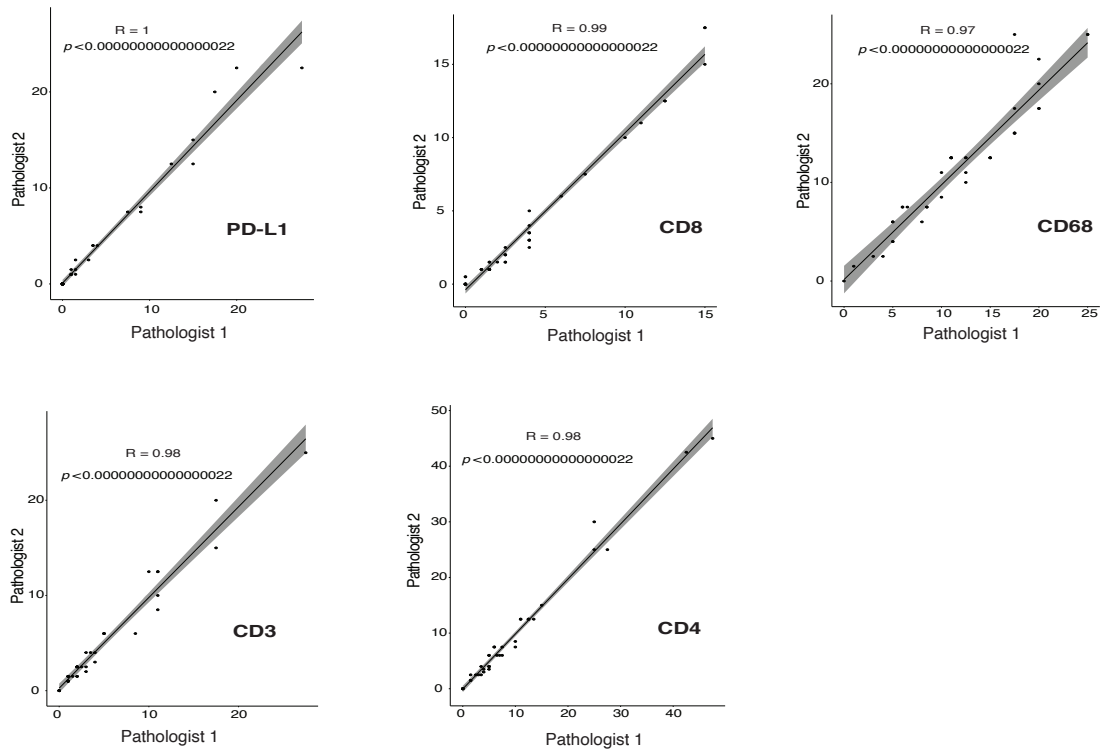 R = 1
p<0.00000000000000022
20
10
0
Pathologist 2
PD-L1
0 10 20
Pathologist 1
R = 0.99
p<0.00000000000000022
15
10
5
0
Pathologist 2
CD8
0 5 10 15
Pathologist 1
R = 0.97
p<0.00000000000000022
20
10
0
Pathologist 2
CD68
0 5 10 15 20 25
Pathologist 1
R = 0.98
p<0.00000000000000022
20
10
0
Pathologist 2
CD3
0 10 20
Pathologist 1
50
R = 0.98
p<0.00000000000000022
40
30
20
10
0
Pathologist 2
CD4
0 10 20 30 40
Pathologist 1